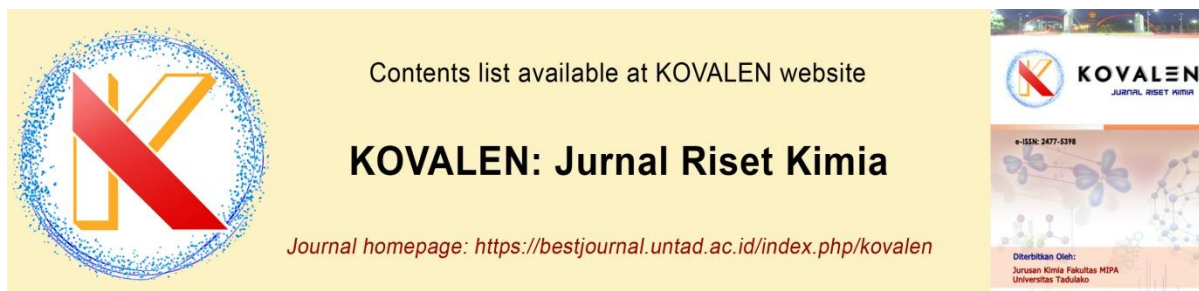 Contents list available at KOVALEN website
KOVALEN: Jurnal Riset Kimia
Journal homepage: https://bestjournal.untad.ac.id/index.php/kovalen
KOVALEN
JURNAL RISET KIMIA
e-ISSN: 2477-5398
Diterbitkan Oleh:
Jurusan Kimia Fakultas MIPA
Universitas Tadulako